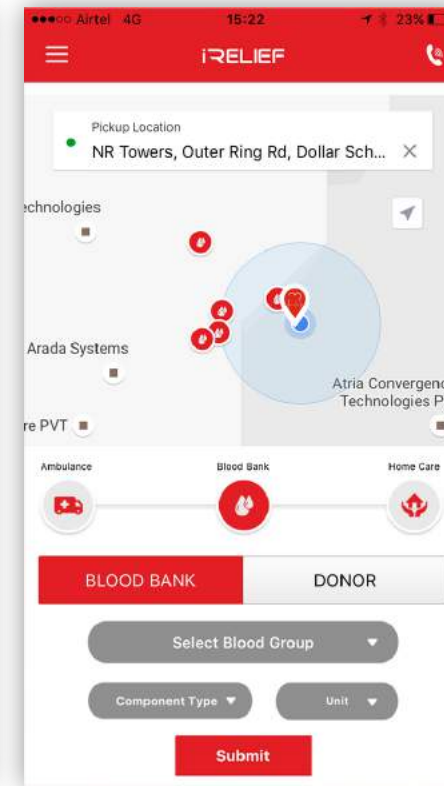 Airtel 4G 15:22 23%
iRELIEF
Pickup Location
NR Towers, Outer Ring Rd, Dollar Sch...
echnologies
Arada Systems
Atria Convergenc
Technologies P
re PVT
Ambulance Blood Bank Home Care
BLOOD BANK DONOR
Select Blood Group
Component Type Unit
Submit